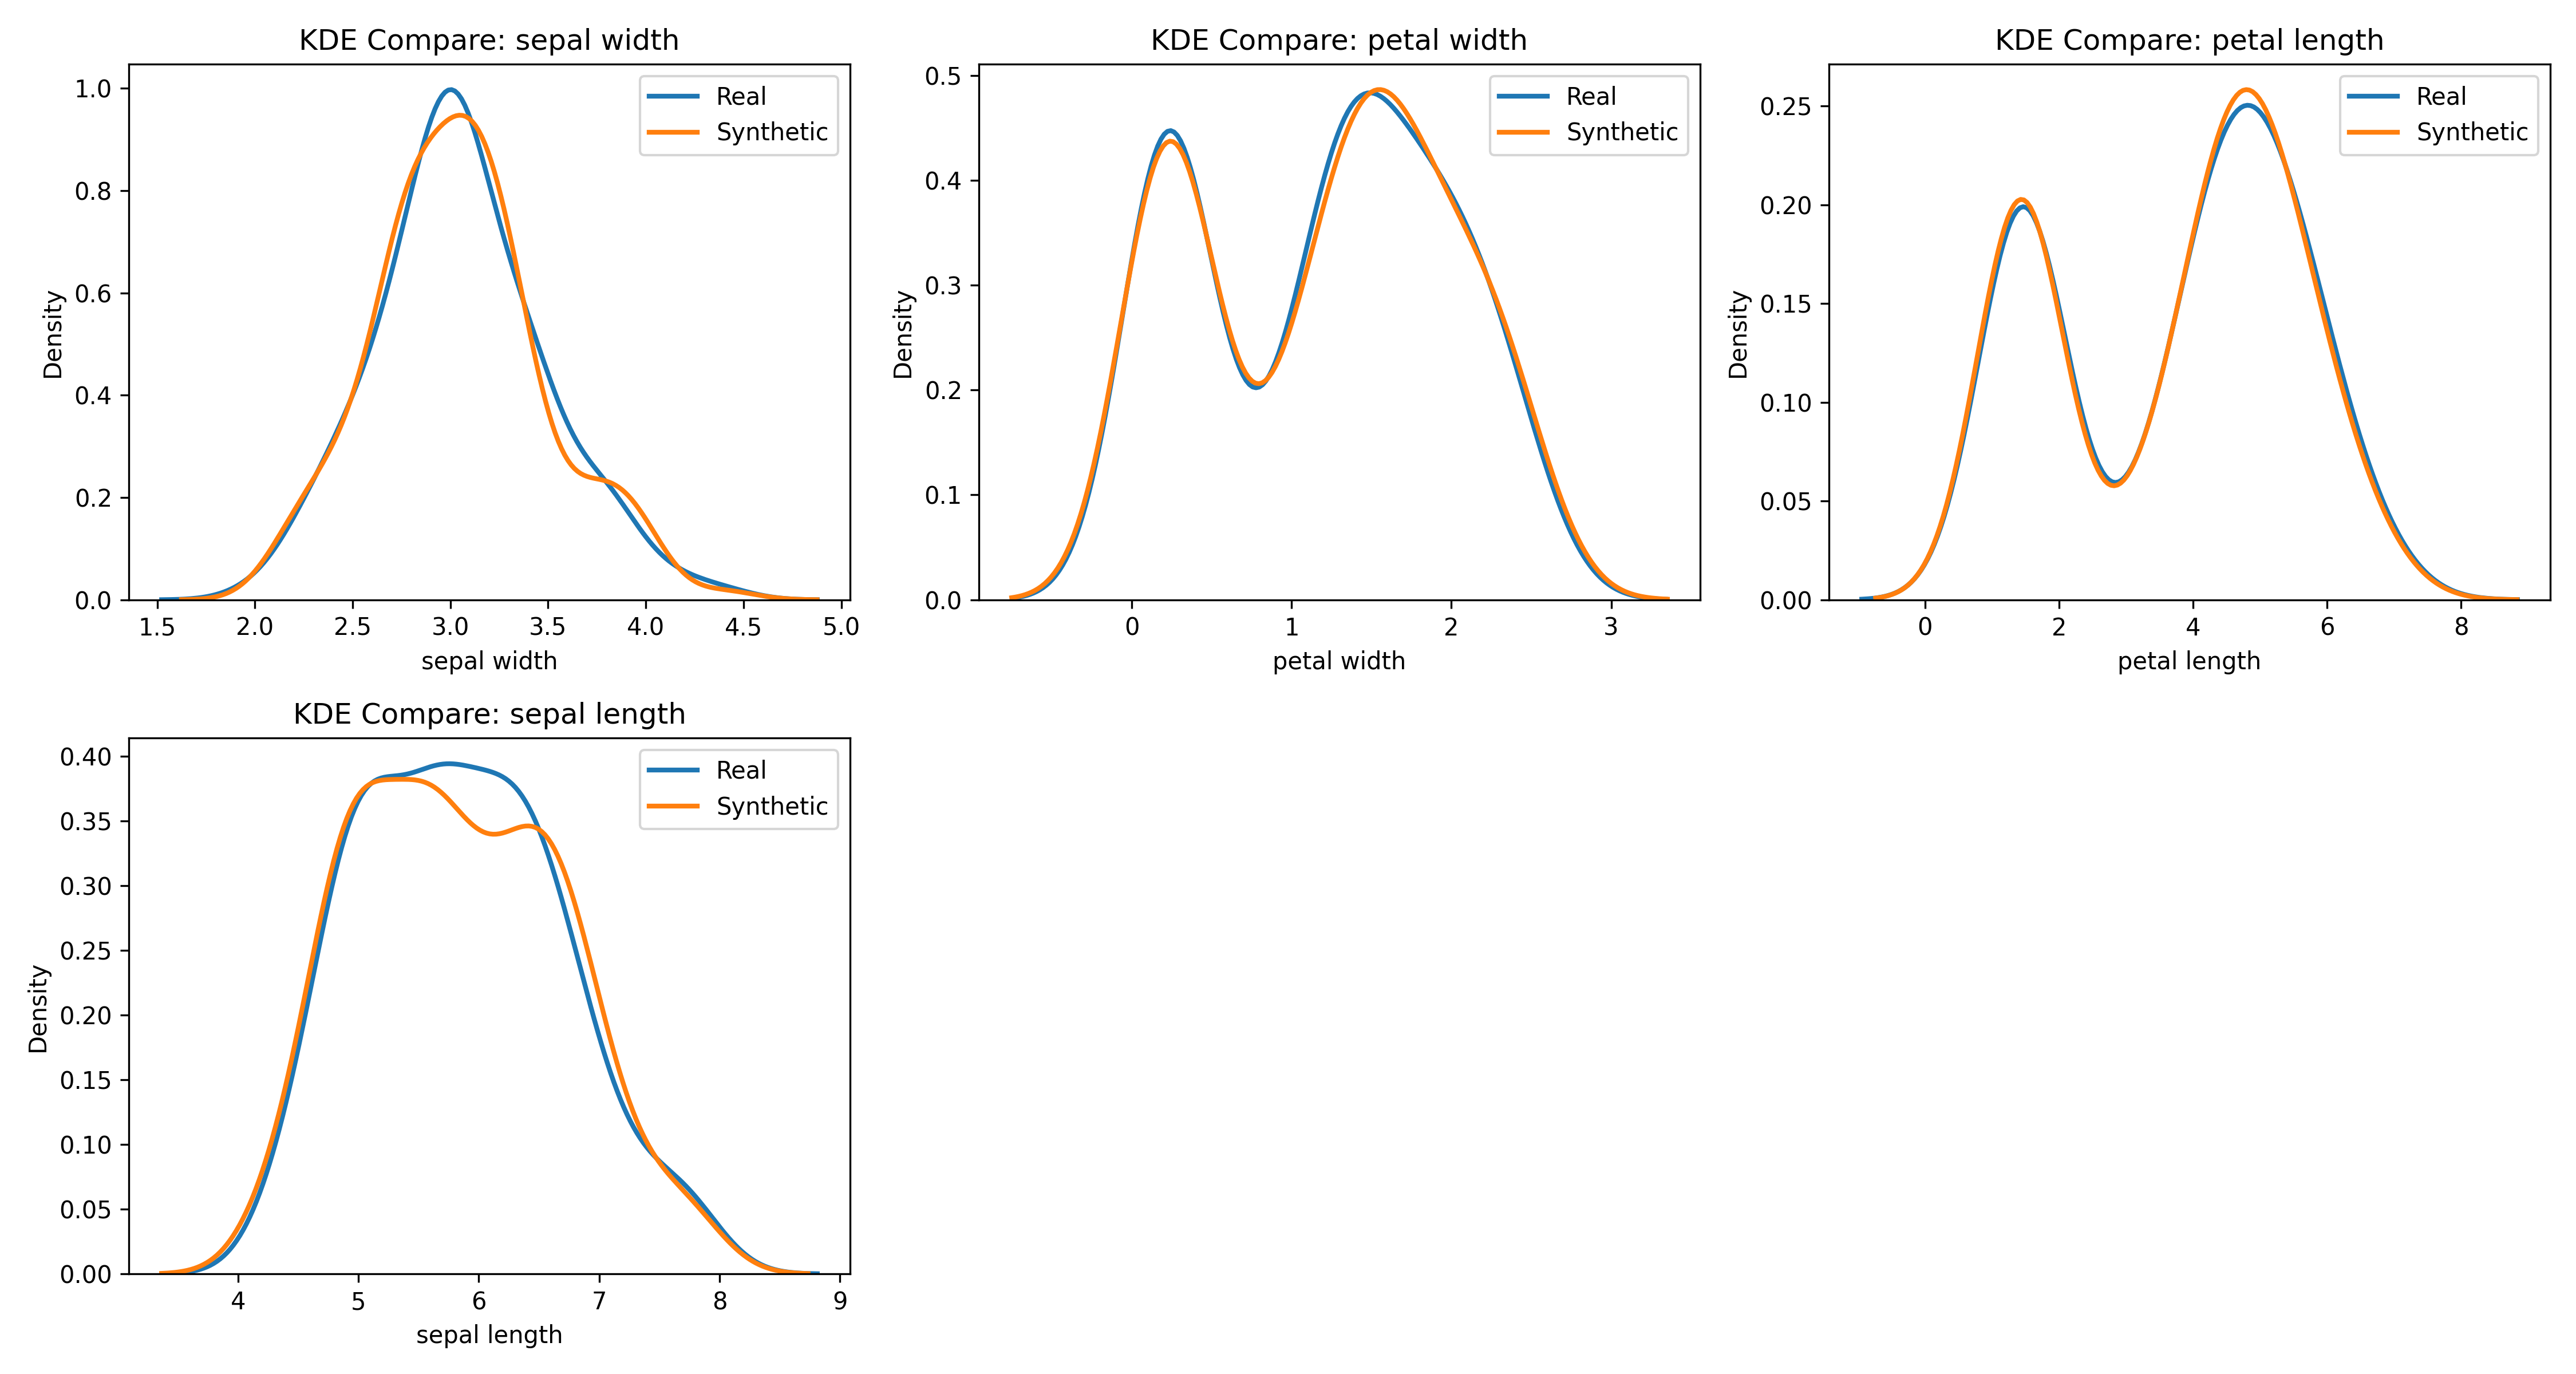 KDE Compare: sepal width
Real
Synthetic
Density
1.0
0.8
0.6
0.4
0.2
0.0
1.5 2.0 2.5 3.0 3.5 4.0 4.5 5.0
sepal width
KDE Compare: petal width
Real
Synthetic
Density
0.5
0.4
0.3
0.2
0.1
0.0
0 1 2 3
petal width
KDE Compare: petal length
Real
Synthetic
Density
0.25
0.20
0.15
0.10
0.05
0.00
0 2 4 6 8
petal length
KDE Compare: sepal length
Real
Synthetic
Density
0.40
0.35
0.30
0.25
0.20
0.15
0.10
0.05
0.00
4 5 6 7 8 9
sepal length